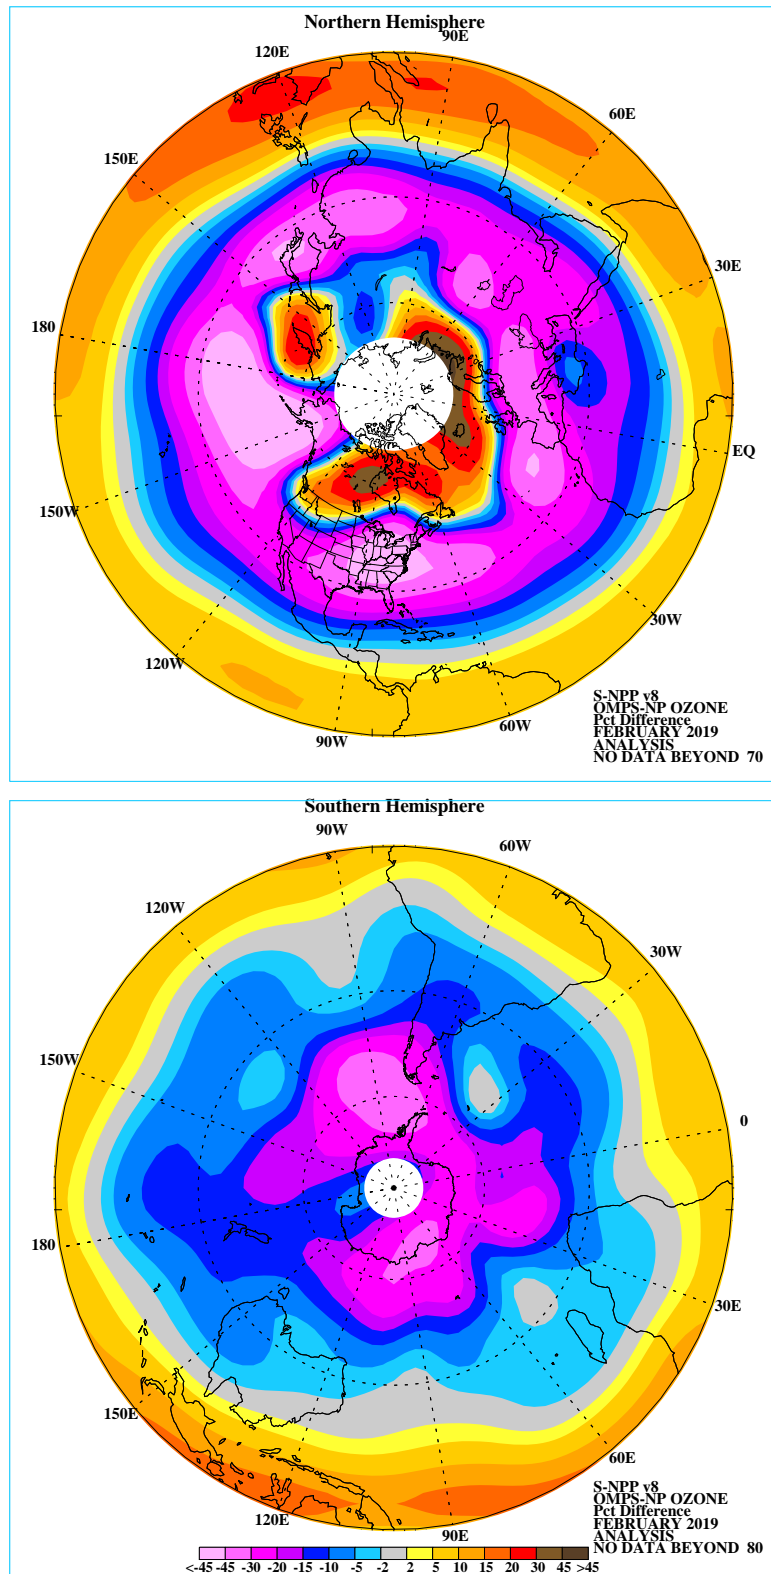 Northern Hemisphere
90E
120E
60E
150E
30E
180
EQ
150W
30W
120W
60W
90W
S-NPP v8
OMPS-NP OZONE
Pct Difference
FEBRUARY 2019
ANALYSIS
NO DATA BEYOND 70
Southern Hemisphere
90W
60W
120W
30W
150W
0
180
30E
150E
60E
120E
90E
S-NPP v8
OMPS-NP OZONE
Pct Difference
FEBRUARY 2019
ANALYSIS
NO DATA BEYOND 80
<-45 -45 -30 -20 -15 -10 -5 -2 2 5 10 15 20 30 45 >45